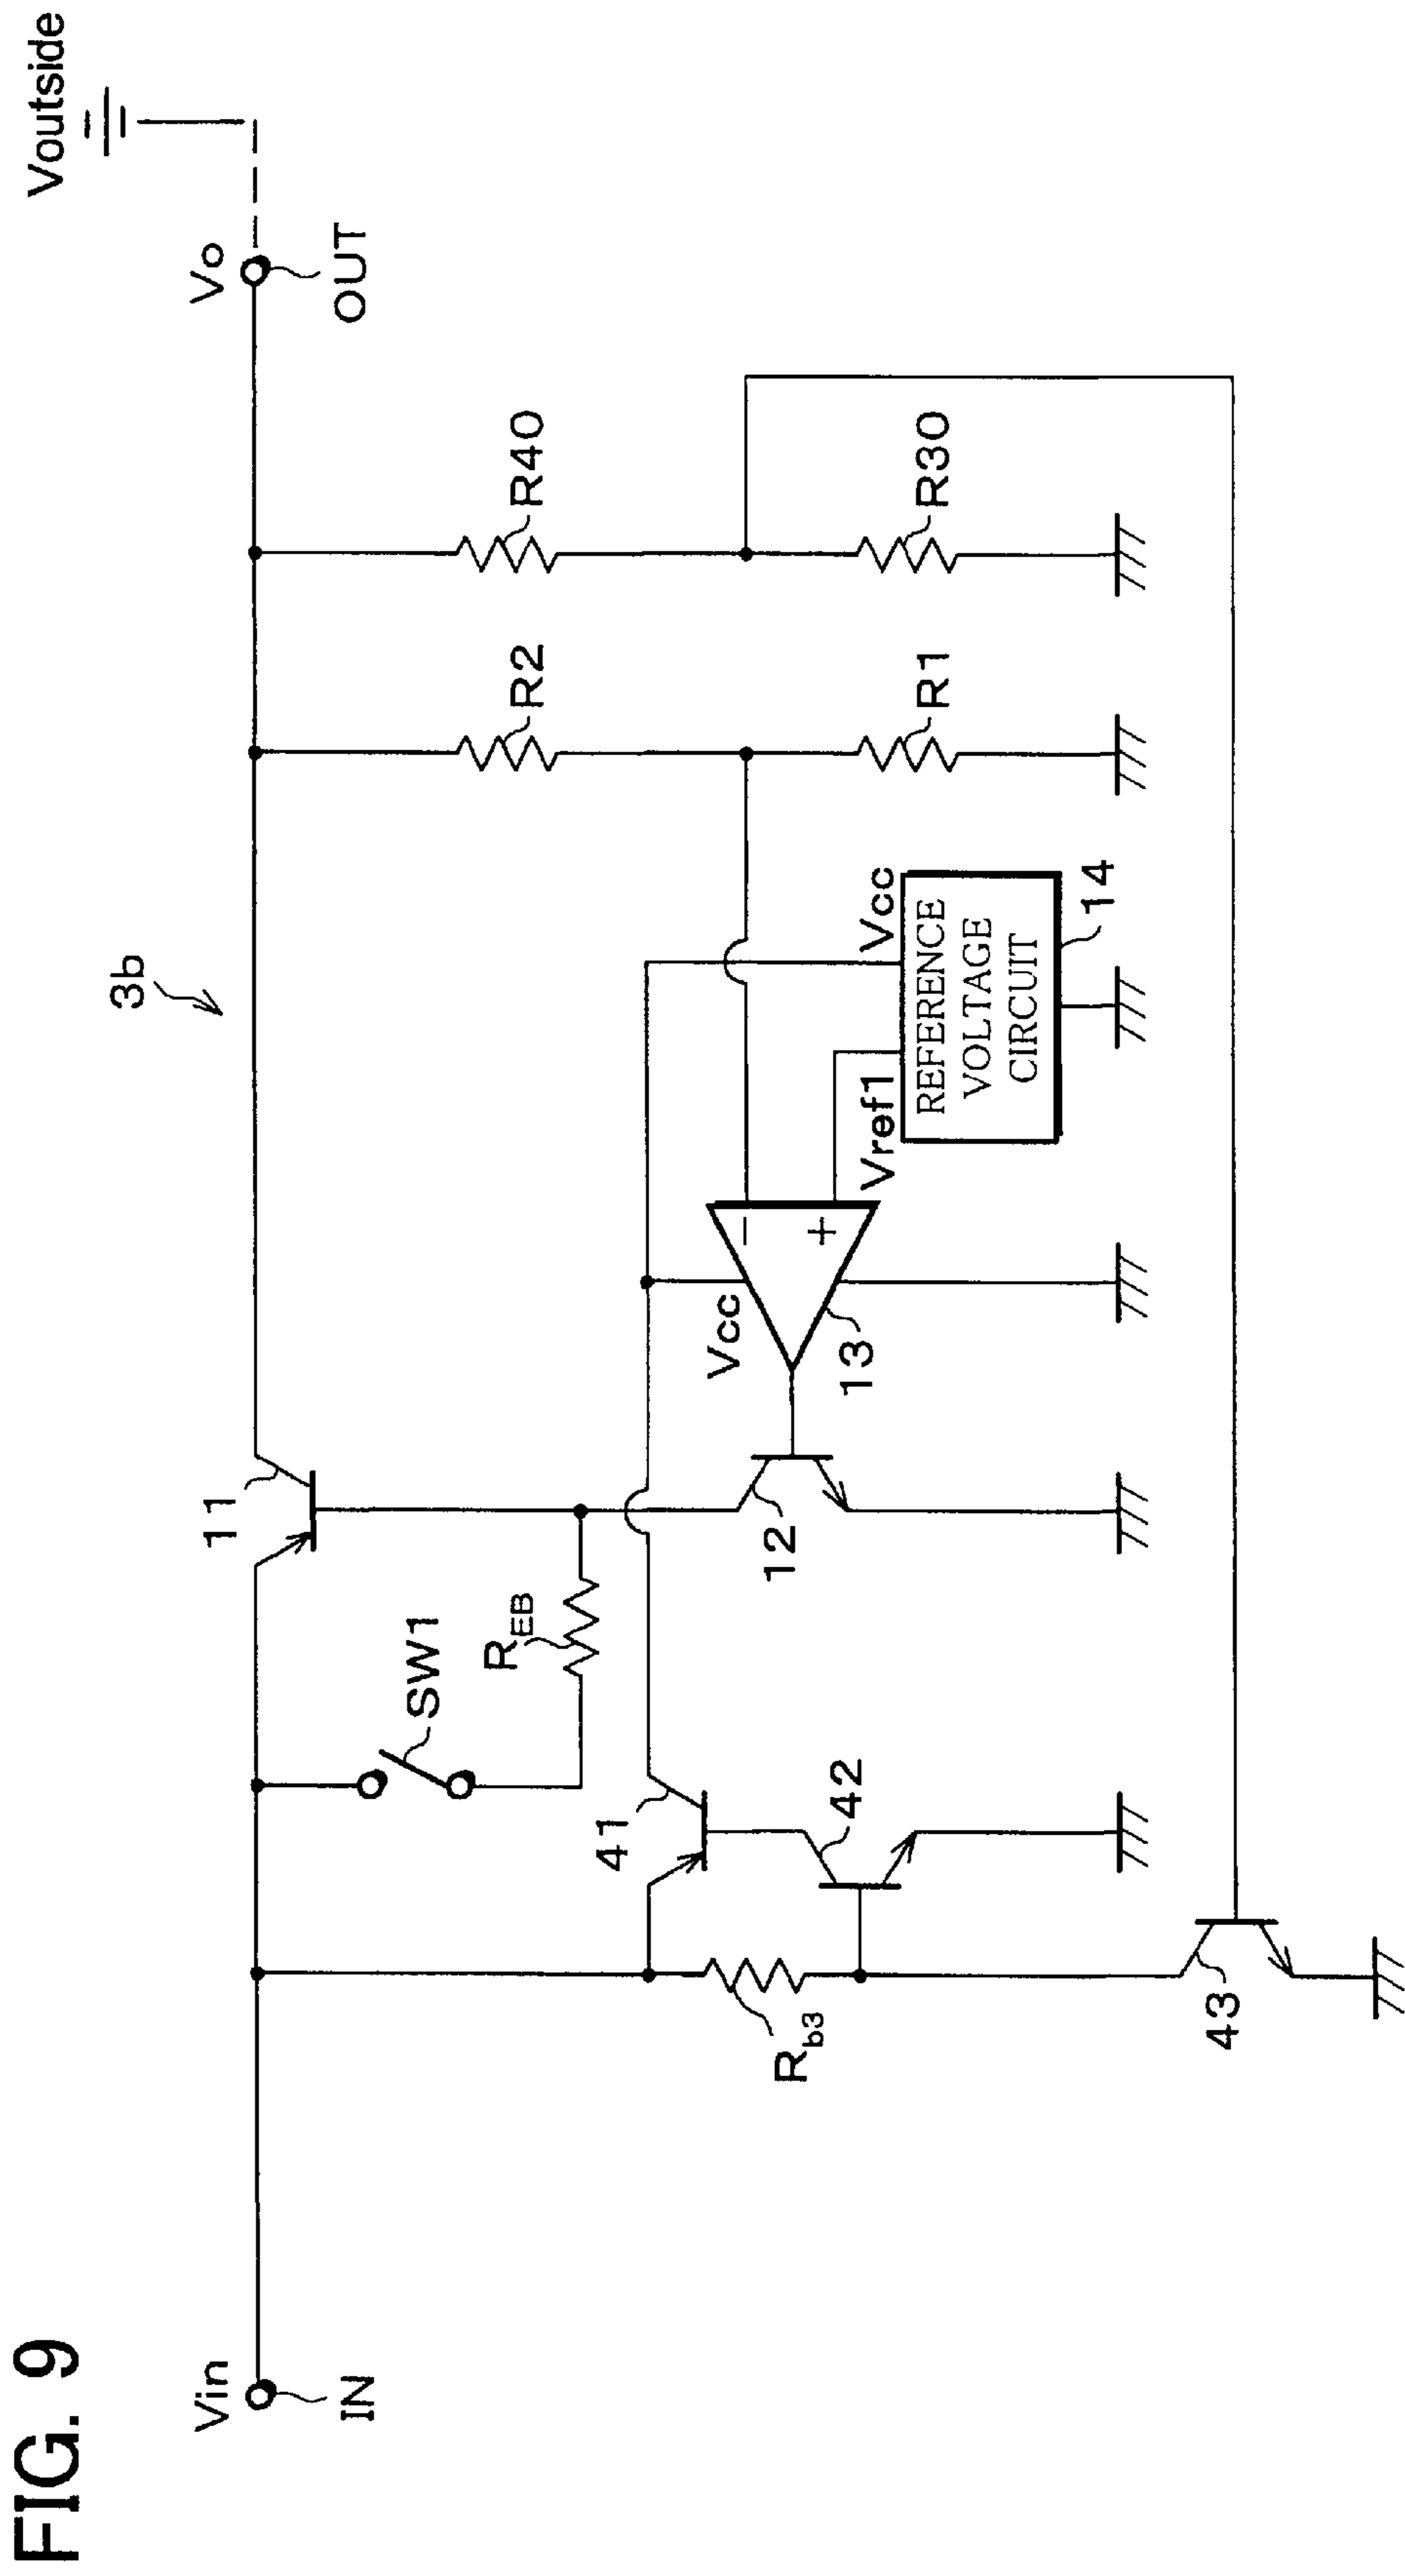 FIG. 9
3b
Voutside
Vin
IN
Vo
OUT
11
SW1
REB
R2
R40
41
Vcc
Rb3
42
12
13
Vref1
Vcc
R1
R30
REFERENCE
VOLTAGE
CIRCUIT
14
43
−
+